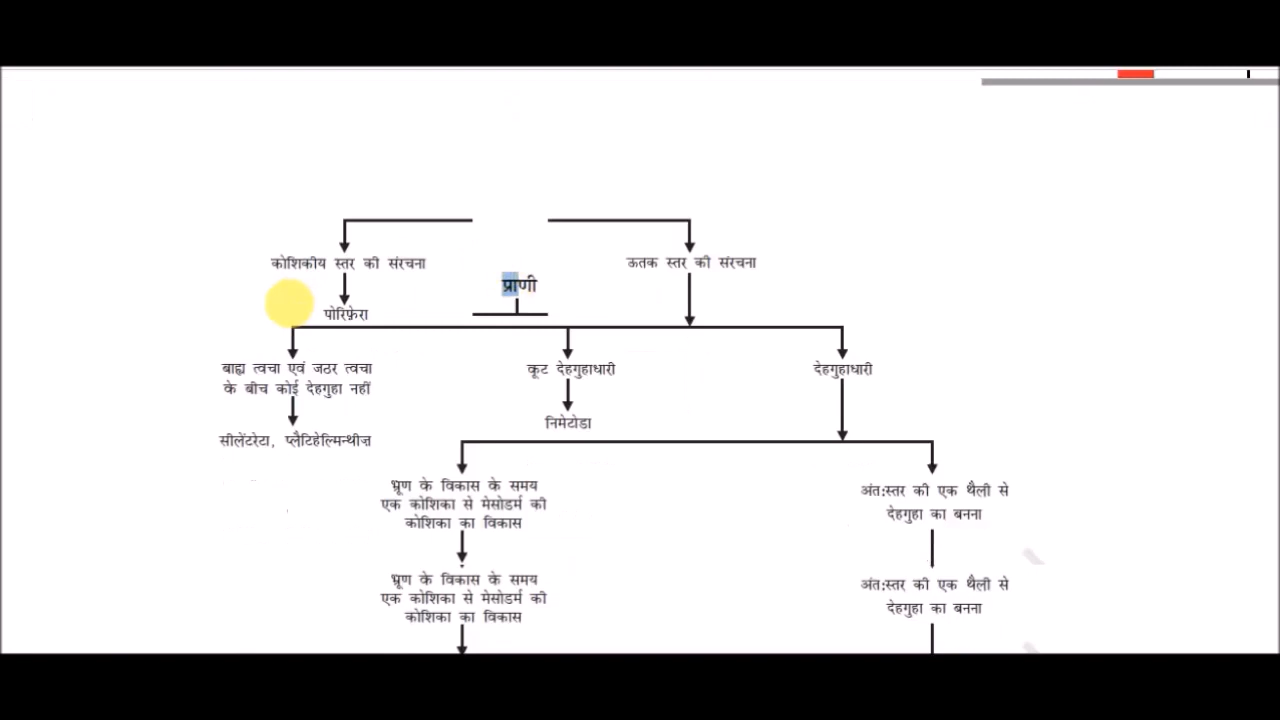 कोशिकीय स्तर की संरचना
ऊतक स्तर की संरचना
प्राणी
पोरिफ़ेरा
बाह्य त्वचा एवं जठर त्वचा
के बीच कोई देहगुहा नहीं
कूट देहगुहाधारी
देहगुहाधारी
निमेटोडा
सीलेंटरेटा, प्लैटिहेल्मिन्थीज़
भ्रूण के विकास के समय
एक कोशिका से मेसोडर्म की
कोशिका का विकास
अंत:स्तर की एक थैली से
देहगुहा का बनना
भ्रूण के विकास के समय
एक कोशिका से मेसोडर्म की
कोशिका का विकास
अंत:स्तर की एक थैली से
देहगुहा का बनना